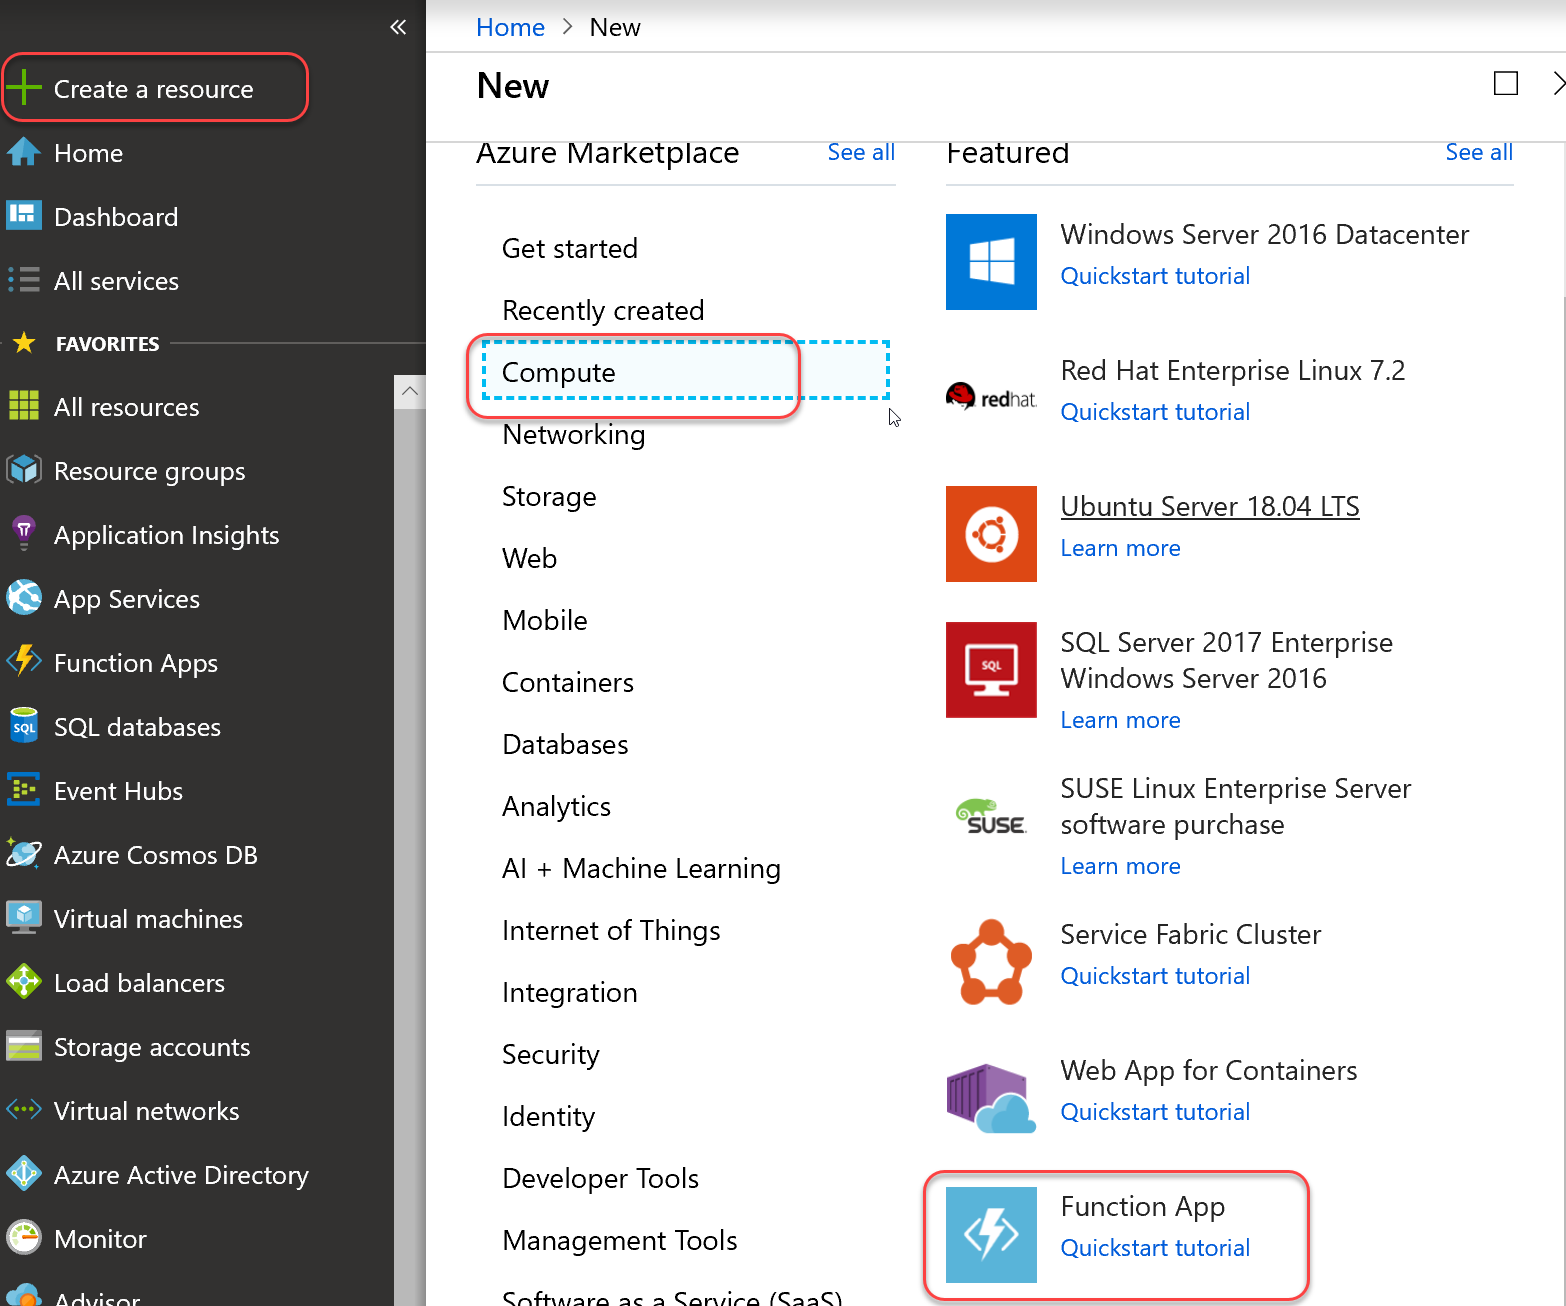 Create a resource
Home
Dashboard
All services
FAVORITES
All resources
Resource groups
Application Insights
App Services
Function Apps
SQL
SQL databases
Event Hubs
Azure Cosmos DB
Virtual machines
Load balancers
Storage accounts
Virtual networks
Azure Active Directory
Monitor
Advisor
Home > New
New
Azure Marketplace See all
Get started
Recently created
Compute
Networking
Storage
Web
Mobile
Containers
Databases
Analytics
AI + Machine Learning
Internet of Things
Integration
Security
Identity
Developer Tools
Management Tools
Software as a Service (SaaS)
Featured See all
Windows Server 2016 Datacenter
Quickstart tutorial
redhat.
Red Hat Enterprise Linux 7.2
Quickstart tutorial
Ubuntu Server 18.04 LTS
Learn more
SQL
SQL Server 2017 Enterprise
Windows Server 2016
Learn more
SUSE.
SUSE Linux Enterprise Server
software purchase
Learn more
Service Fabric Cluster
Quickstart tutorial
Web App for Containers
Quickstart tutorial
Function App
Quickstart tutorial